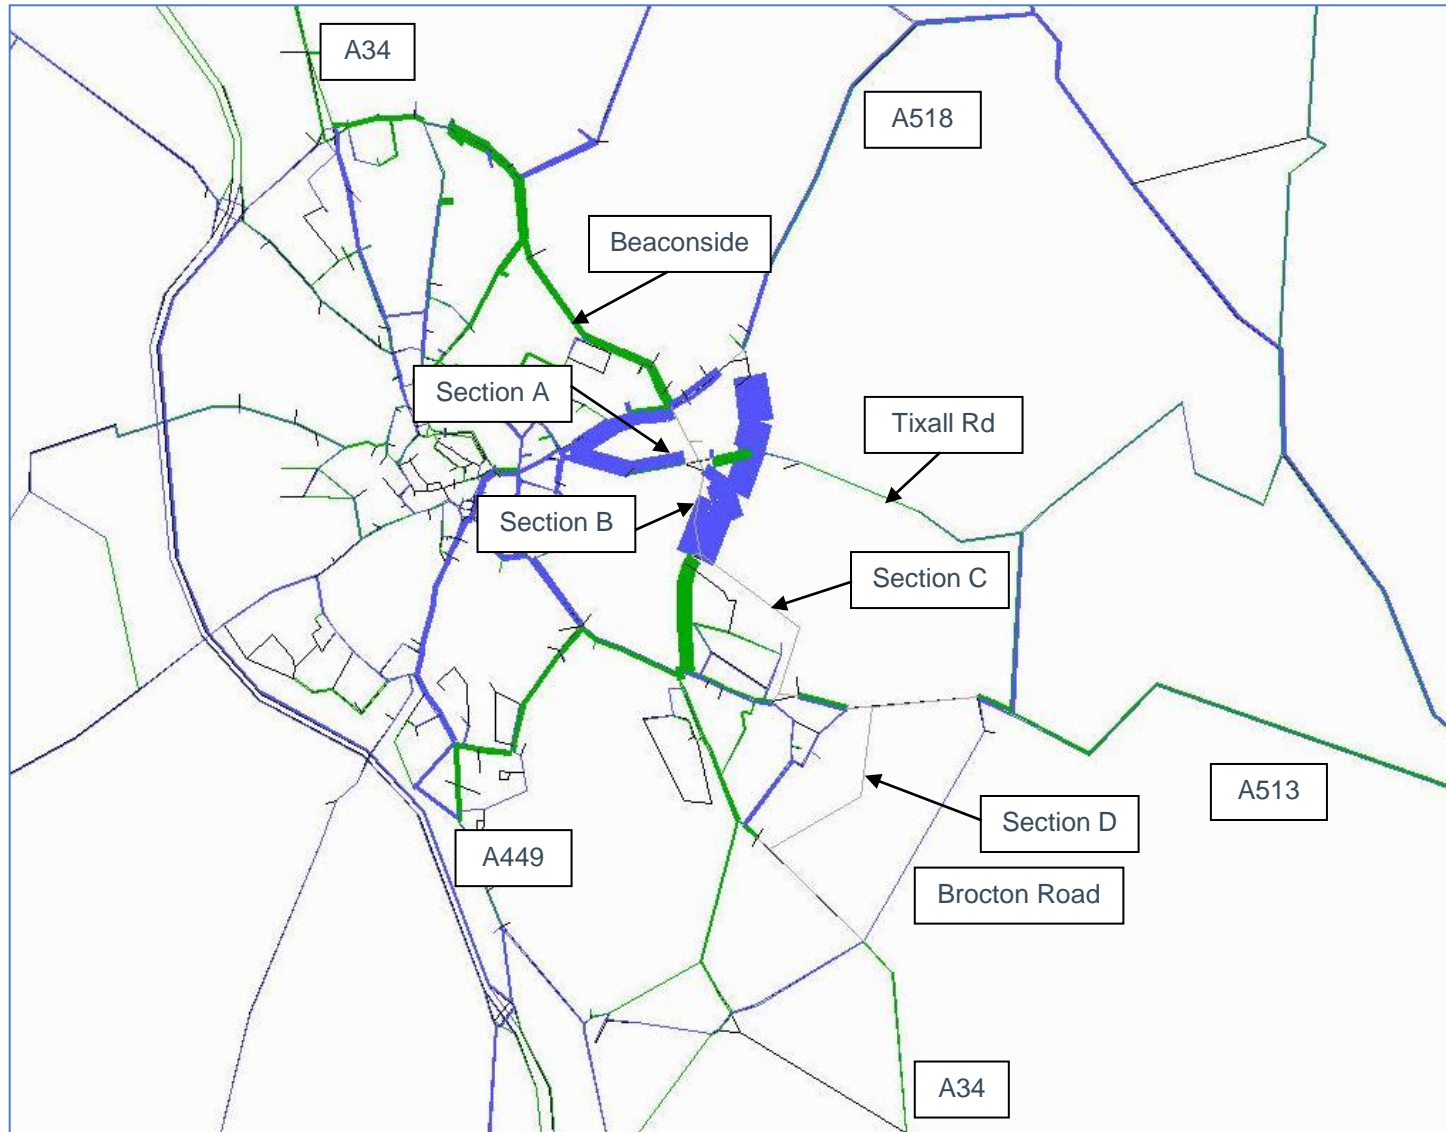 A34
A518
Beaconside
Section A
Tixall Rd
Section B
Section C
A513
Section D
A449
Brocton Road
A34